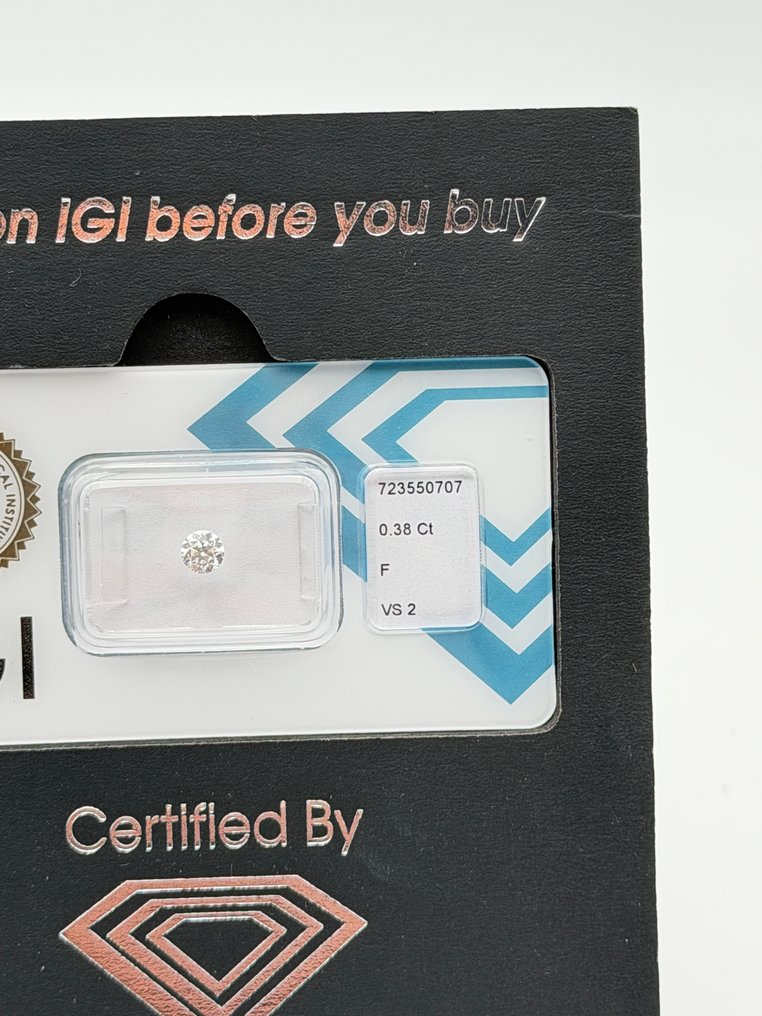 on IGI before you buy
723550707
0.38 Ct
F
VS 2
Certified By